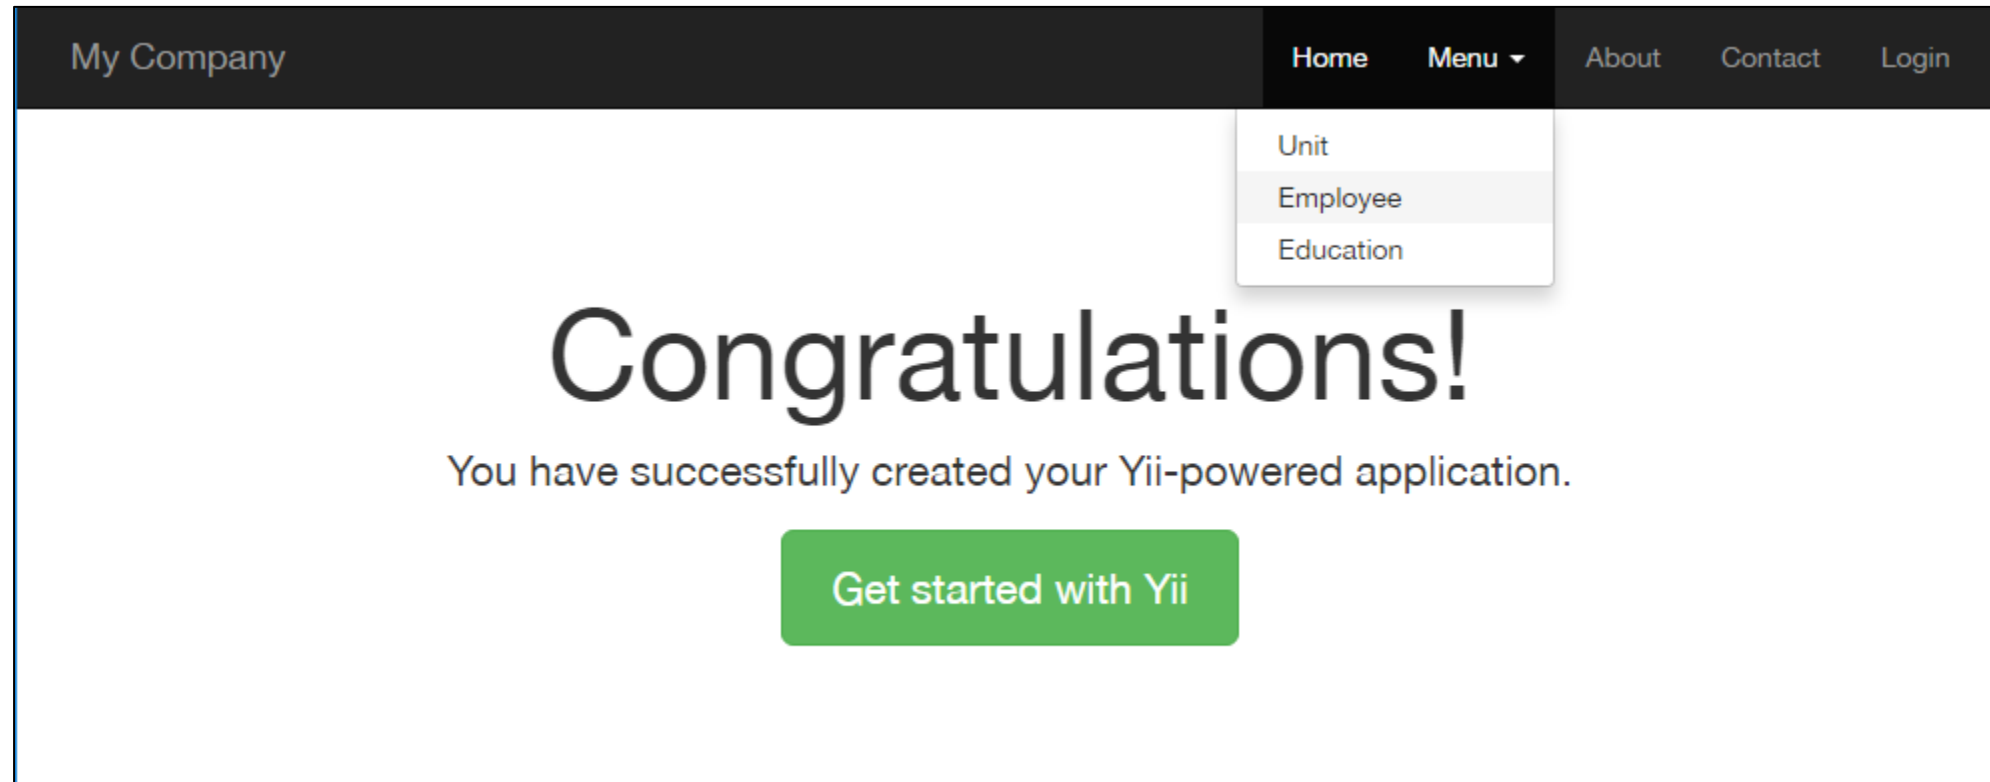 My Company Home Menu About Contact Login
Unit
Employee
Education
Congratulations!
You have successfully created your Yii-powered application.
Get started with Yii